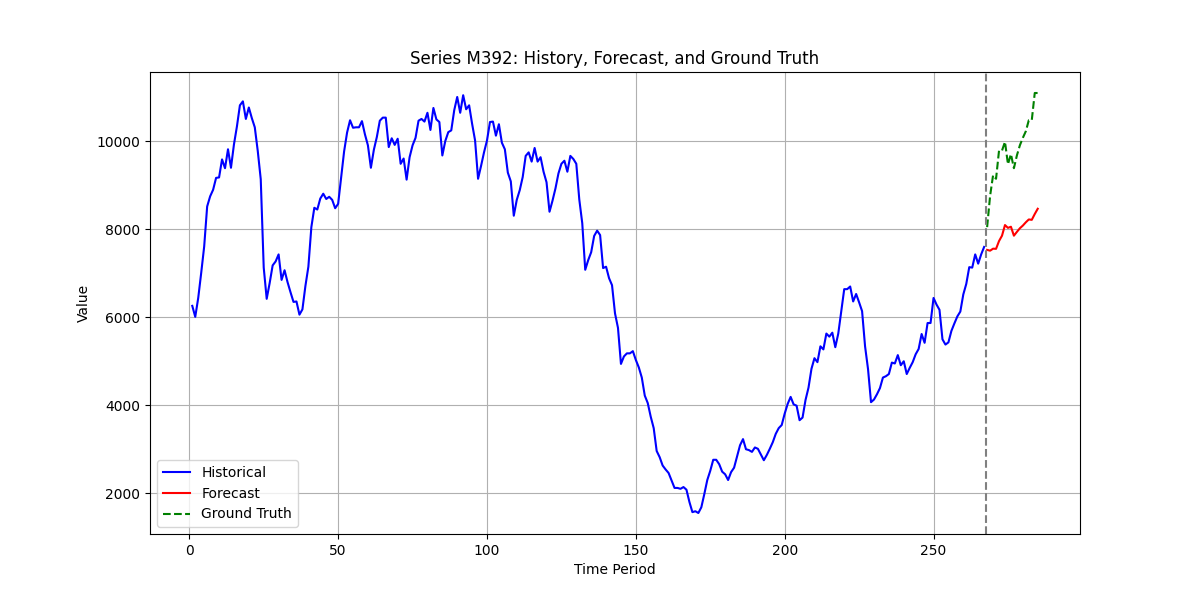 Series M392: History, Forecast, and Ground Truth
Value
10000
8000
6000
4000
2000
Historical
Forecast
Ground Truth
0 50 100 150 200 250
Time Period